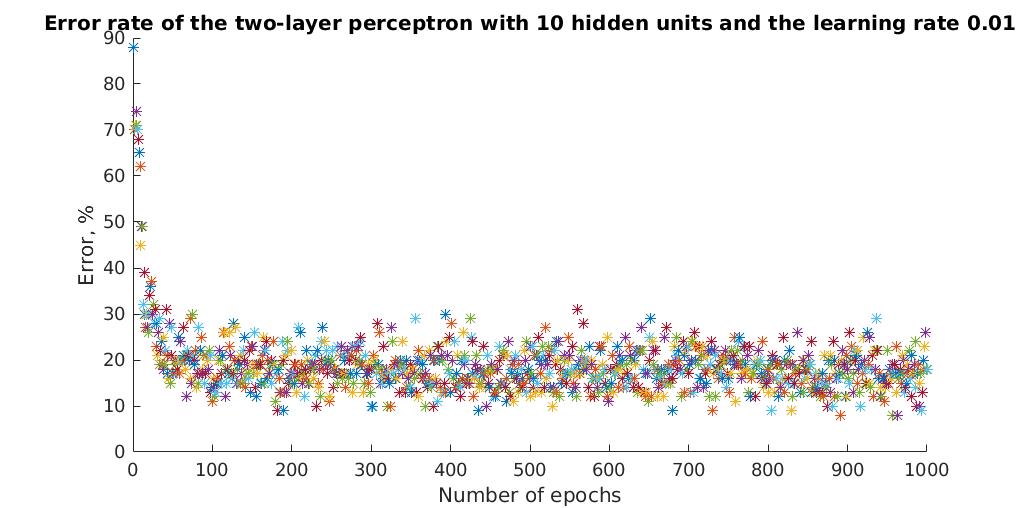 Error rate of the two-layer perceptron with 10 hidden units and the learning rate 0.01
90
80
70
60
50
40
30
20
10
0
Error, %
0 100 200 300 400 500 600 700 800 900 1000
Number of epochs